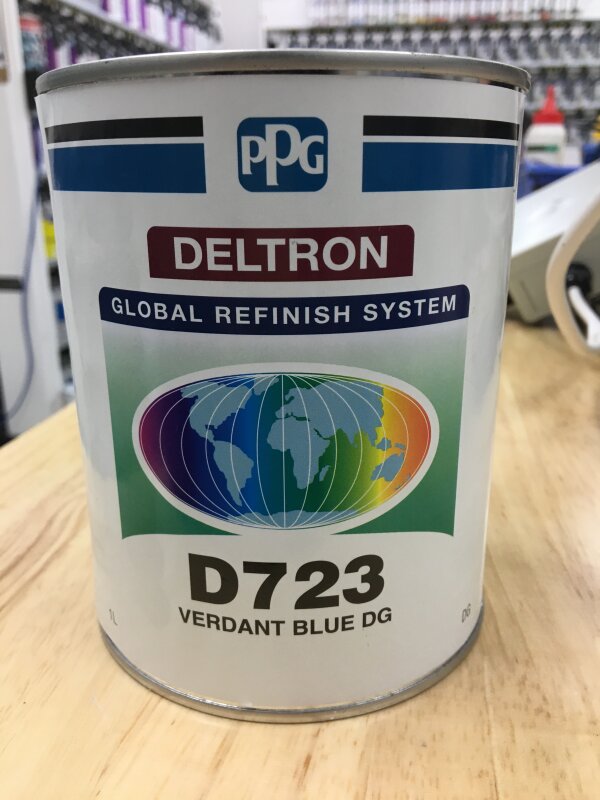 PPG
DELTRON
GLOBAL REFINISH SYSTEM
D723
VERDANT BLUE DG
1L
DG